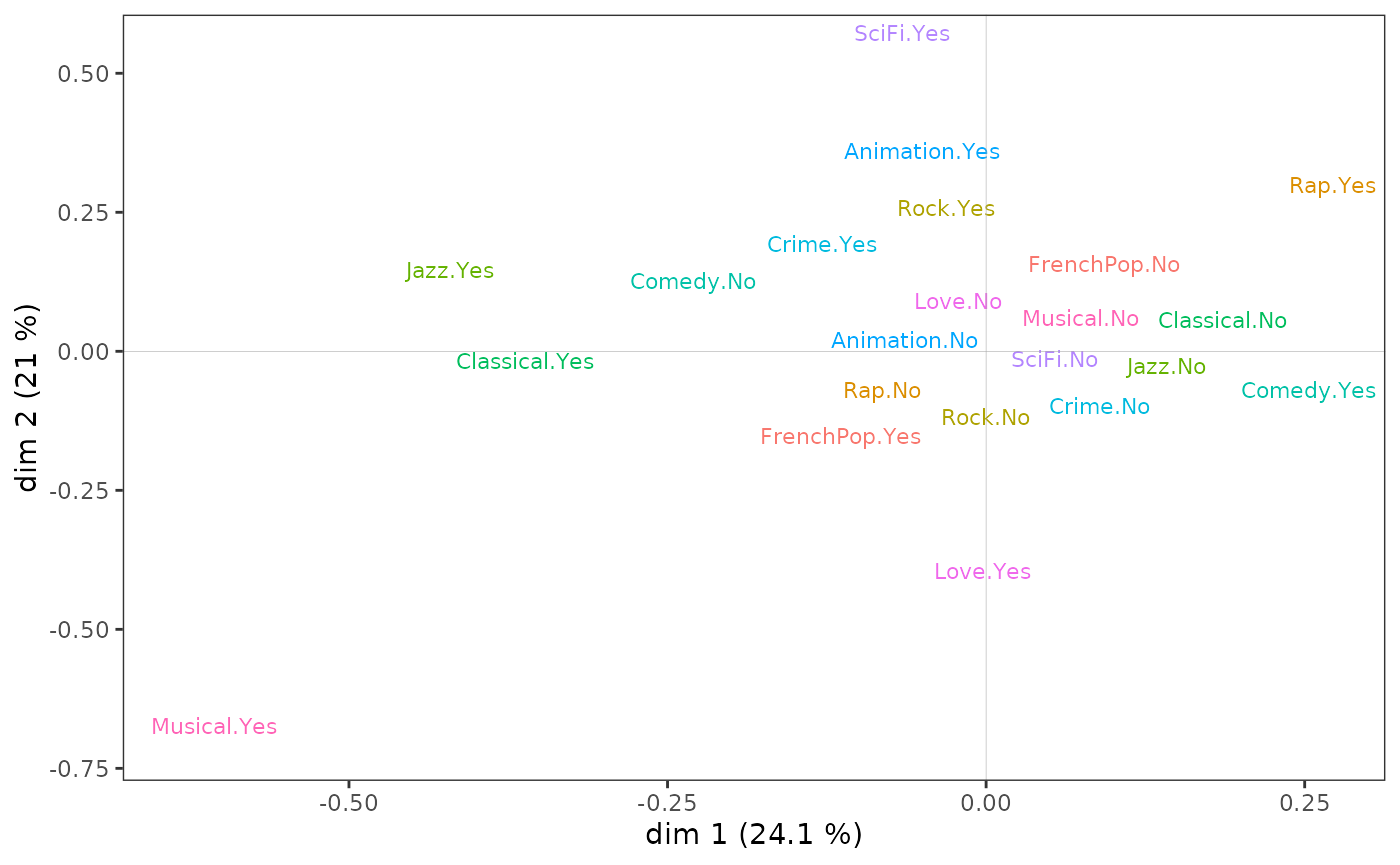 SciFi.Yes
0.50
Animation.Yes
Rap.Yes
0.25
Rock.Yes
Crime.Yes
FrenchPop.No
Jazz.Yes
Comedy.No
Love.No
Musical.No
Classical.No
Animation.No
0.00
Classical.Yes
SciFi.No
Jazz.No
Rap.No
Comedy.Yes
Crime.No
Rock.No
FrenchPop.Yes
-0.25
Love.Yes
-0.50
Musical.Yes
-0.75
dim 2 (21 %)
-0.50 -0.25 0.00 0.25
dim 1 (24.1 %)